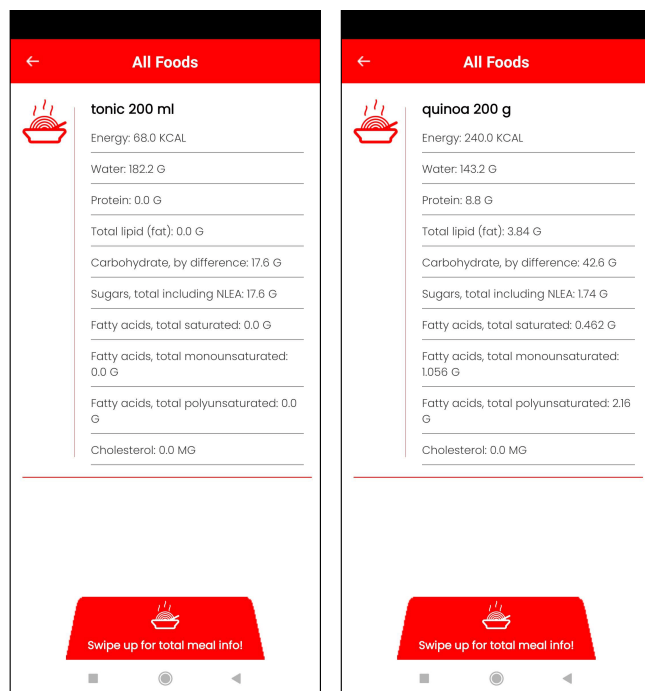 All Foods
tonic 200 ml
Energy: 68.0 KCAL
Water: 182.2 G
Protein: 0.0 G
Total lipid (fat): 0.0 G
Carbohydrate, by difference: 17.6 G
Sugars, total including NLEA: 17.6 G
Fatty acids, total saturated: 0.0 G
Fatty acids, total monounsaturated:
0.0 G
Fatty acids, total polyunsaturated: 0.0
G
Cholesterol: 0.0 MG
Swipe up for total meal info!
All Foods
quinoa 200 g
Energy: 240.0 KCAL
Water: 143.2 G
Protein: 8.8 G
Total lipid (fat): 3.84 G
Carbohydrate, by difference: 42.6 G
Sugars, total including NLEA: 1.74 G
Fatty acids, total saturated: 0.462 G
Fatty acids, total monounsaturated:
1.056 G
Fatty acids, total polyunsaturated: 2.16
G
Cholesterol: 0.0 MG
Swipe up for total meal info!